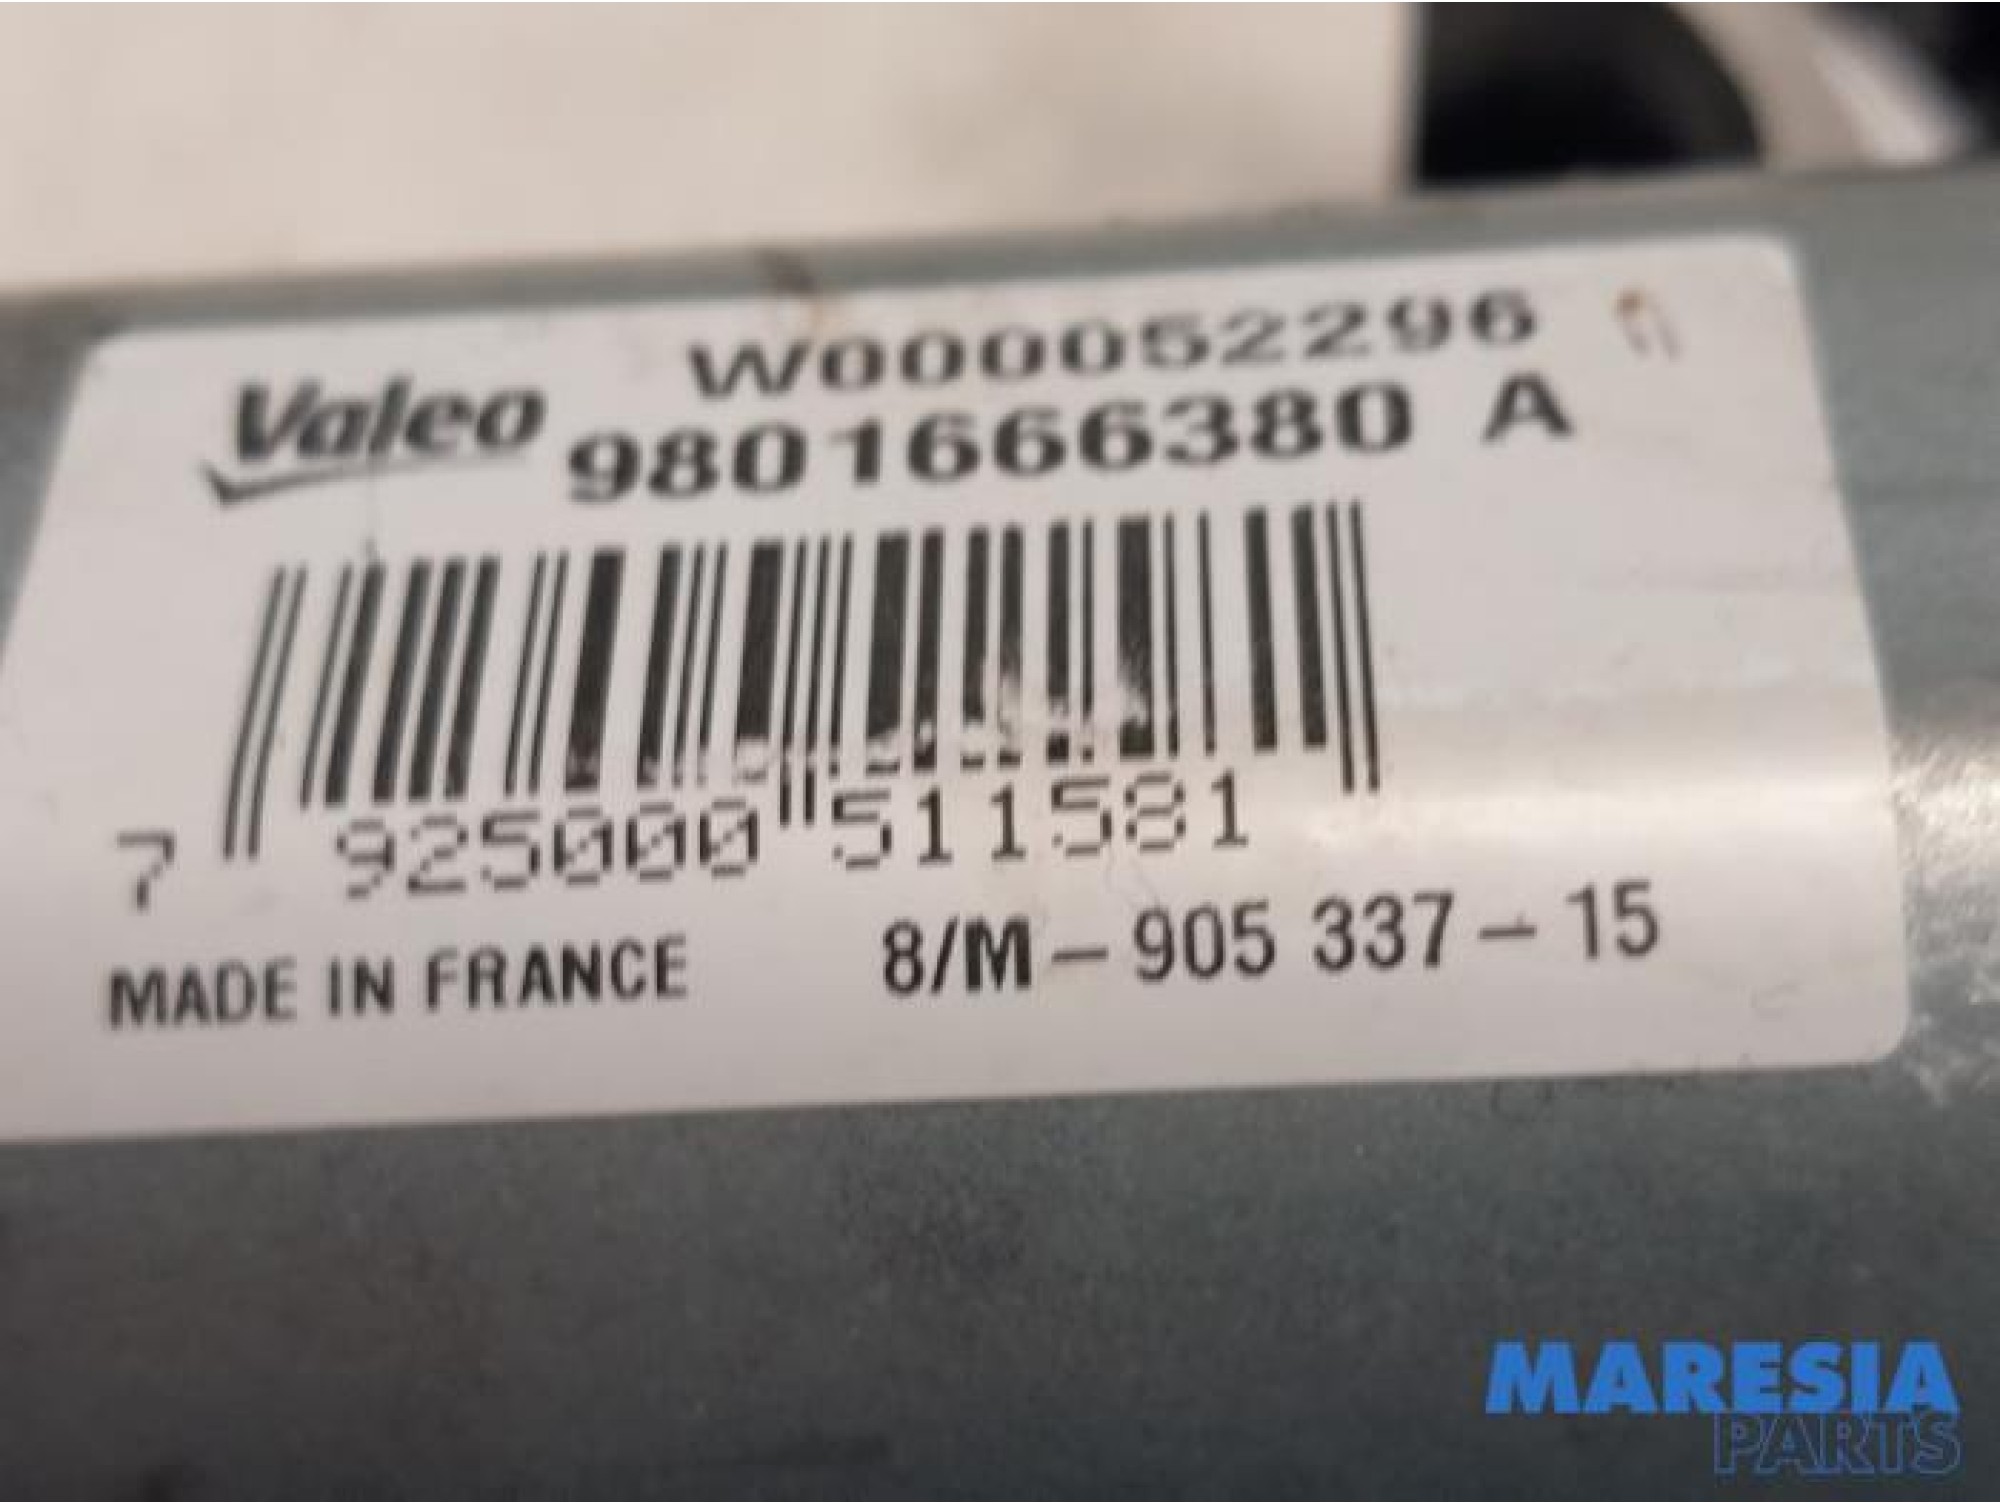 W000052296
Valeo 9801666380 A
7 925000 511581
MADE IN FRANCE 8/M-905 337-15
MARESIA
PARTS